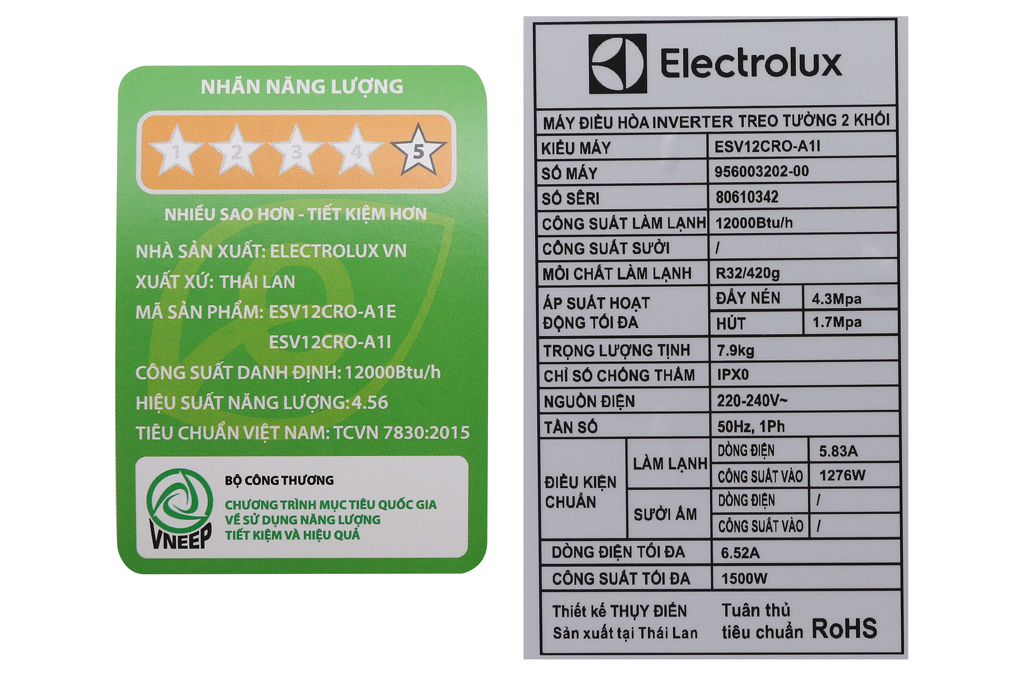 NHÃN NĂNG LƯỢNG
1 2 3 4 5
NHIỀU SAO HƠN - TIẾT KIỆM HƠN
NHÀ SẢN XUẤT: ELECTROLUX VN
XUẤT XỨ: THÁI LAN
MÃ SẢN PHẨM: ESV12CRO-A1E
ESV12CRO-A1I
CÔNG SUẤT DANH ĐỊNH: 12000Btu/h
HIỆU SUẤT NĂNG LƯỢNG: 4.56
TIÊU CHUẨN VIỆT NAM: TCVN 7830:2015
VNEEP
BỘ CÔNG THƯƠNG
CHƯƠNG TRÌNH MỤC TIÊU QUỐC GIA
VỀ SỬ DỤNG NĂNG LƯỢNG
TIẾT KIỆM VÀ HIỆU QUẢ
Electrolux
MÁY ĐIỀU HÒA INVERTER TREO TƯỜNG 2 KHỐI
KIỂU MÁY ESV12CRO-A1I
SỐ MÁY 956003202-00
SỐ SÊRI 80610342
CÔNG SUẤT LÀM LẠNH 12000Btu/h
CÔNG SUẤT SƯỞI /
MÔI CHẤT LÀM LẠNH R32/420g
ÁP SUẤT HOẠT ĐỘNG TỐI ĐA ĐẦY NÉN 4.3Mpa
HÚT 1.7Mpa
TRỌNG LƯỢNG TỊNH 7.9kg
CHỈ SỐ CHỐNG THẤM IPX0
NGUỒN ĐIỆN 220-240V~
TẦN SỐ 50Hz, 1Ph
ĐIỀU KIỆN CHUẨN LÀM LẠNH DÒNG ĐIỆN 5.83A
CÔNG SUẤT VÀO 1276W
SƯỞI ẤM DÒNG ĐIỆN /
CÔNG SUẤT VÀO /
DÒNG ĐIỆN TỐI ĐA 6.52A
CÔNG SUẤT TỐI ĐA 1500W
Thiết kế THỤY ĐIỂN
Sản xuất tại Thái Lan
Tuân thủ
tiêu chuẩn RoHS